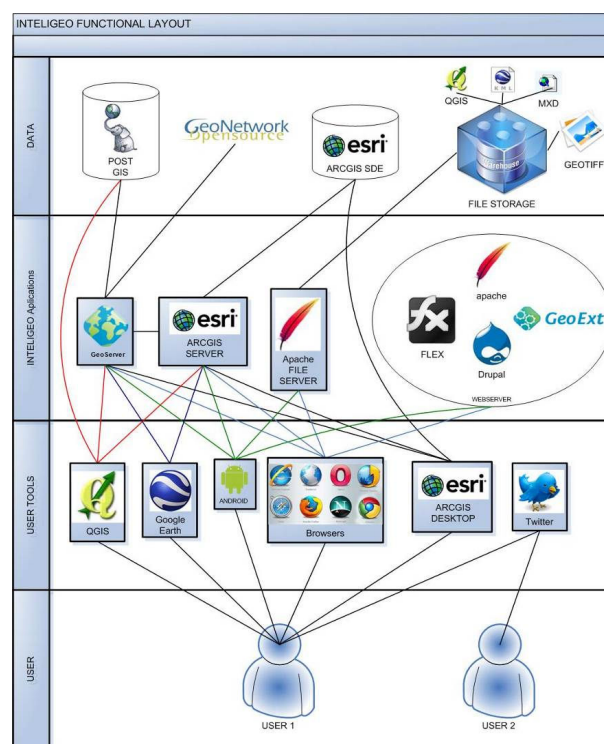 INTELIGEO FUNCTIONAL LAYOUT
DATA
POST
GIS
GeoNetwork
Opensource
esri
ARCGIS SDE
QGIS
KML
MXD
Warehouse
GEOTIFF
FILE STORAGE
INTELIGEO Aplications
GeoServer
esri
ARCGIS
SERVER
Apache
FILE
SERVER
apache
fx
FLEX
GeoExt
Drupal
WEBSERVER
USER TOOLS
QGIS
Google
Earth
ANDROID
Browsers
esri
ARCGIS
DESKTOP
Twitter
USER
USER 1
USER 2